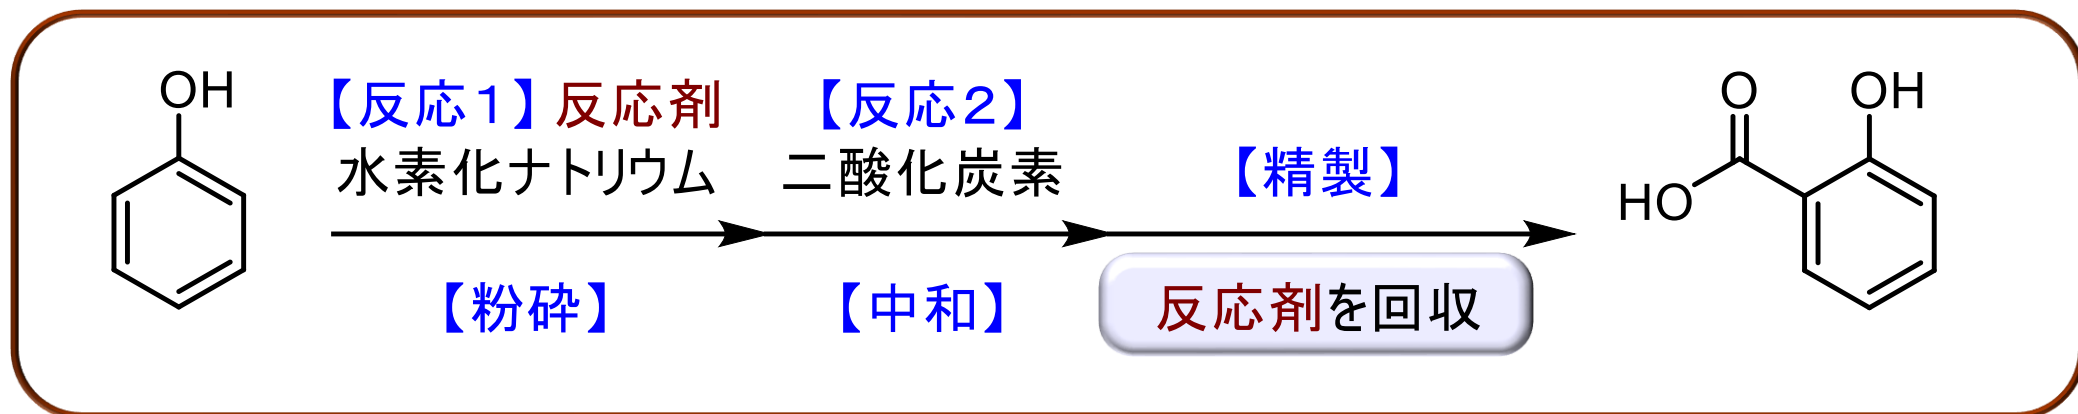 OH
【反応1】 反応剤
水素化ナトリウム
【粉砕】
【反応2】
二酸化炭素
【中和】
【精製】
反応剤を回収
O
OH
HO